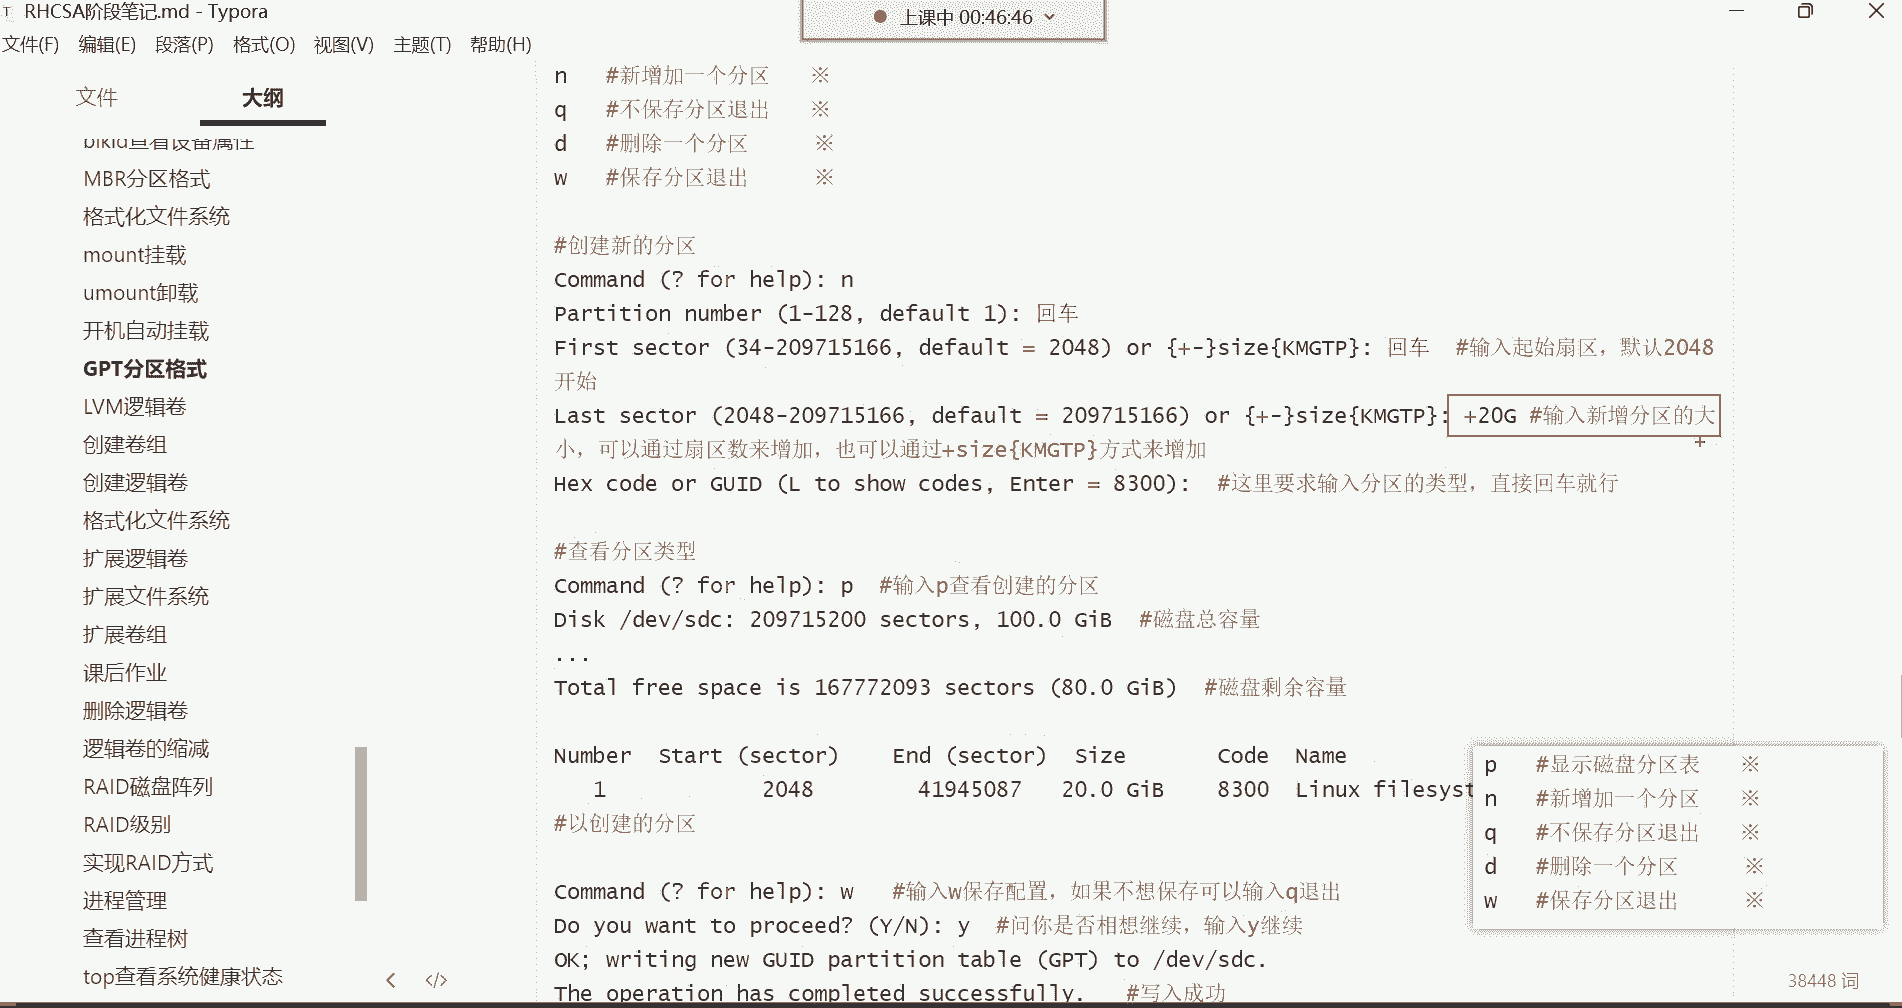 RHCSA阶段笔记.md - Typora
上课中 00:46:46
文件(F) 编辑(E) 段落(P) 格式(O) 视图(V) 主题(T) 帮助(H)
文件 大纲
blkid查看设备属性
MBR分区格式
格式化文件系统
mount挂载
umount卸载
开机自动挂载
GPT分区格式
LVM逻辑卷
创建卷组
创建逻辑卷
格式化文件系统
扩展逻辑卷
扩展文件系统
扩展卷组
课后作业
删除逻辑卷
逻辑卷的缩减
RAID磁盘阵列
RAID级别
实现RAID方式
进程管理
查看进程树
top查看系统健康状态
n #新增加一个分区 ※
q #不保存分区退出 ※
d #删除一个分区 ※
w #保存分区退出 ※
#创建新的分区
Command (? for help): n
Partition number (1-128, default 1): 回车
First sector (34-209715166, default = 2048) or {+-}size{KMGTP}: 回车 #输入起始扇区，默认2048
开始
Last sector (2048-209715166, default = 209715166) or {+-}size{KMGTP}: +20G #输入新增分区的大
小，可以通过扇区数来增加，也可以通过+size{KMGTP}方式来增加
Hex code or GUID (L to show codes, Enter = 8300): #这里要求输入分区的类型，直接回车就行
#查看分区类型
Command (? for help): p #输入p查看创建的分区
Disk /dev/sdc: 209715200 sectors, 100.0 GiB #磁盘总容量
...
Total free space is 167772093 sectors (80.0 GiB) #磁盘剩余容量
Number Start (sector) End (sector) Size Code Name
1 2048 41945087 20.0 GiB 8300 Linux filesyst
#以创建的分区
Command (? for help): w #输入w保存配置，如果不想保存可以输入q退出
Do you want to proceed? (Y/N): y #问你是否相想继续，输入y继续
OK; writing new GUID partition table (GPT) to /dev/sdc.
The operation has completed successfully. #写入成功
p #显示磁盘分区表 ※
n #新增加一个分区 ※
q #不保存分区退出 ※
d #删除一个分区 ※
w #保存分区退出 ※
38448 词